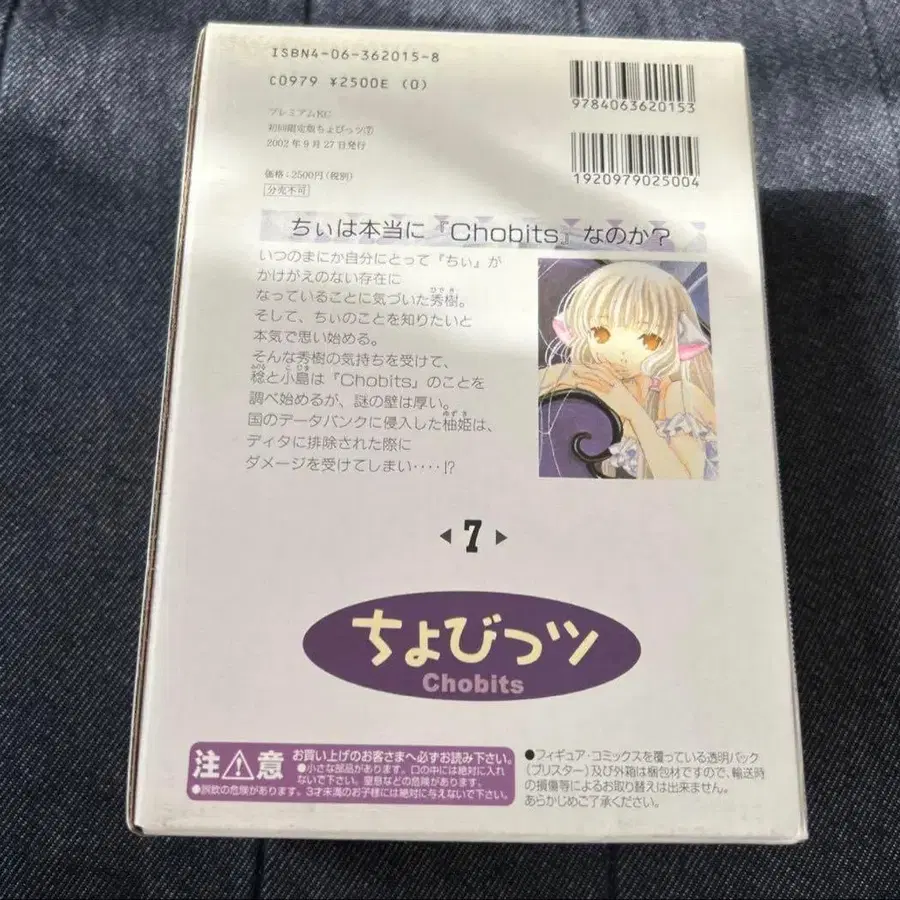 ISBN4-06-362015-8
C0979 ¥2500E (0)
9784063620153
1920979025004
プレミアムKC
初回限定版ちょびっツ⑦
2002年9月27日発行
価格:2500円(税別)
分売不可
ちぃは本当に『Chobits』なのか?
いつのまにか自分にとって『ちぃ』が
かけがえのない存在に
なっていることに気づいた秀樹。
そして、ちぃのことを知りたいと
本気で思い始める。
そんな秀樹の気持ちを受けて、
稔と小島は『Chobits』のことを
調べ始めるが、謎の壁は厚い。
国のデータバンクに侵入した柚姫は、
ディタに排除された際に
ダメージを受けてしまい‥‥!?
7
ちょびっツ
Chobits
注意
お買い上げのお客さまへ必ずお読み下さい。
●小さな部品があります。口の中には絶対に入れ
ないで下さい。窒息などの危険があります。
●誤飲の危険があります。3才未満のお子様には絶対に与えないで下さい。
●フィギュア・コミックスを覆っている透明パック
(ブリスター)及び外箱は梱包材ですので、輸送時
の損傷等によるお取り替えは出来ません。
あらかじめご了承ください。